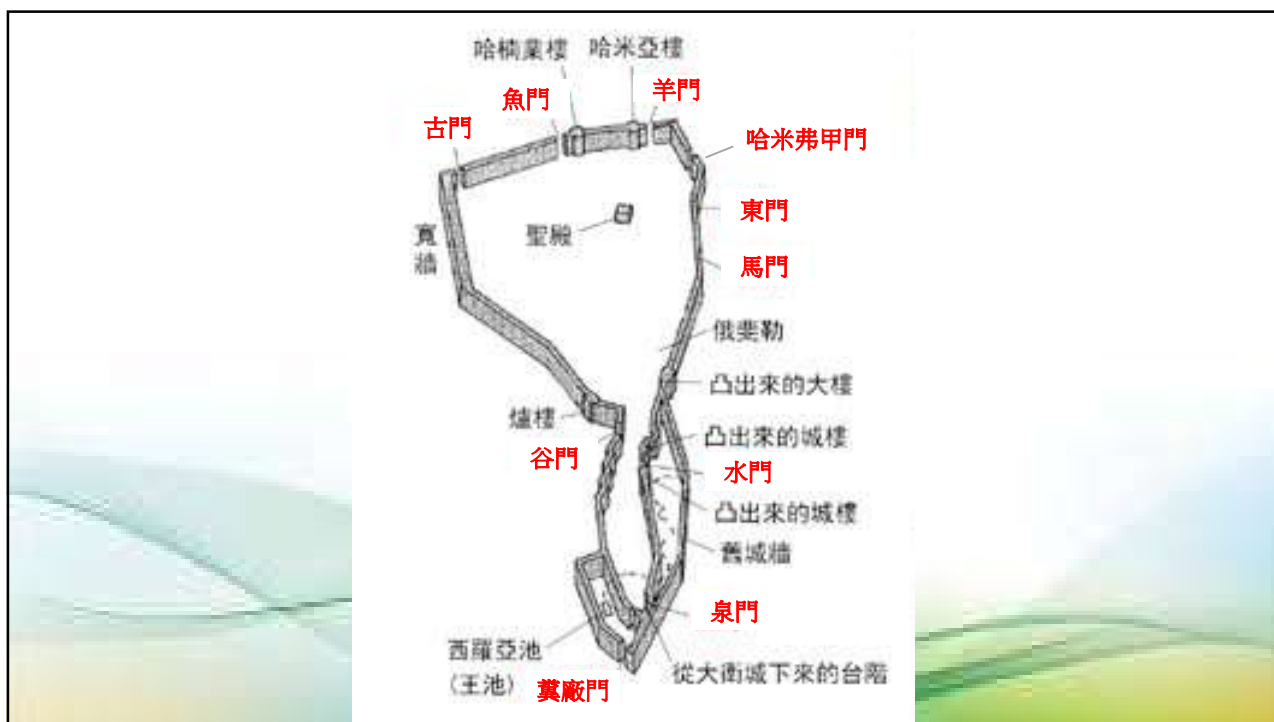 哈楠業樓
哈米亞樓
魚門
羊門
古門
哈米弗甲門
東門
聖殿
寬牆
馬門
俄斐勒
凸出來的大樓
爐樓
凸出來的城樓
谷門
水門
凸出來的城樓
舊城牆
泉門
西羅亞池
(王池)
糞廠門
從大衛城下來的台階